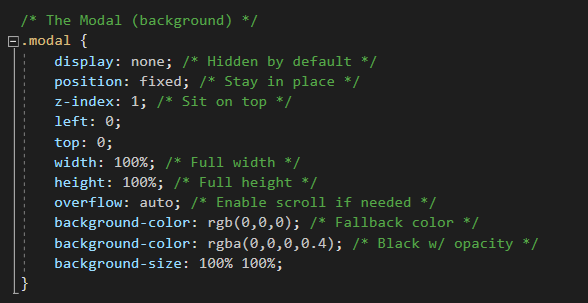 /* The Modal (background) */
.modal {
display: none; /* Hidden by default */
position: fixed; /* Stay in place */
z-index: 1; /* Sit on top */
left: 0;
top: 0;
width: 100%; /* Full width */
height: 100%; /* Full height */
overflow: auto; /* Enable scroll if needed */
background-color: rgb(0,0,0); /* Fallback color */
background-color: rgba(0,0,0,0.4); /* Black w/ opacity */
background-size: 100% 100%;
}